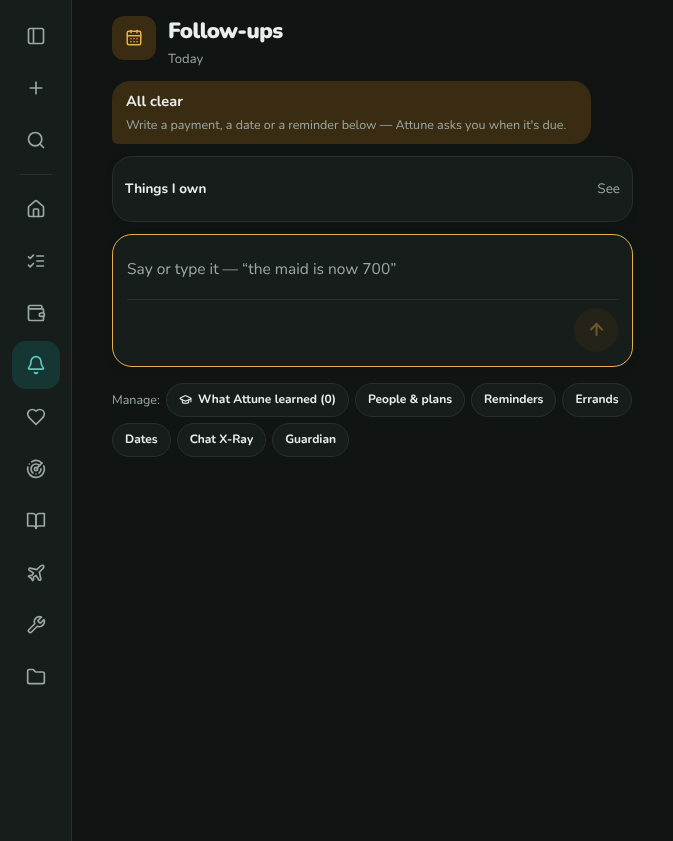 Follow-ups
Today
All clear
Write a payment, a date or a reminder below — Attune asks you when it's due.
Things I own
See
Say or type it — “the maid is now 700”
Manage:
What Attune learned (0)
People & plans
Reminders
Errands
Dates
Chat X-Ray
Guardian